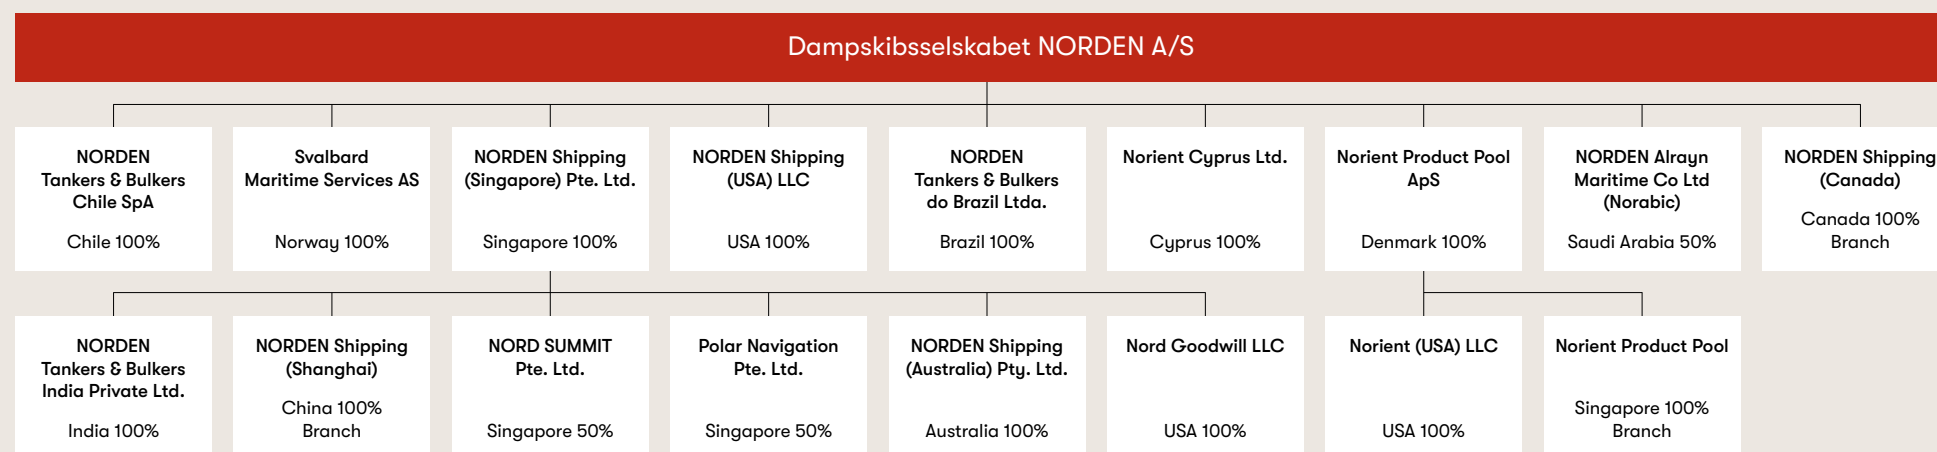 Dampskibsselskabet NORDEN A/S
NORDEN
Tankers & Bulkers
Chile SpA
Chile 100%
Svalbard
Maritime Services AS
Norway 100%
NORDEN Shipping
(Singapore) Pte. Ltd.
Singapore 100%
NORDEN Shipping
(USA) LLC
USA 100%
NORDEN
Tankers & Bulkers
do Brazil Ltda.
Brazil 100%
Norient Cyprus Ltd.
Cyprus 100%
Norient Product Pool
ApS
Denmark 100%
NORDEN Alrayn
Maritime Co Ltd
(Norabic)
Saudi Arabia 50%
NORDEN Shipping
(Canada)
Canada 100%
Branch
NORDEN
Tankers & Bulkers
India Private Ltd.
India 100%
NORDEN Shipping
(Shanghai)
China 100%
Branch
NORD SUMMIT
Pte. Ltd.
Singapore 50%
Polar Navigation
Pte. Ltd.
Singapore 50%
NORDEN Shipping
(Australia) Pty. Ltd.
Australia 100%
Nord Goodwill LLC
USA 100%
Norient (USA) LLC
USA 100%
Norient Product Pool
Singapore 100%
Branch